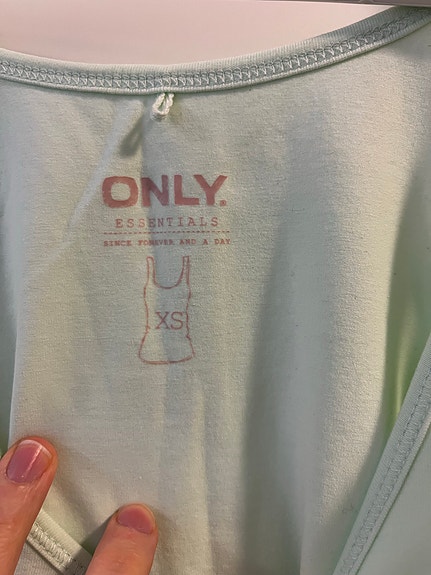 ONLY®
ESSENTIALS
SINCE FOREVER AND A DAY
XS